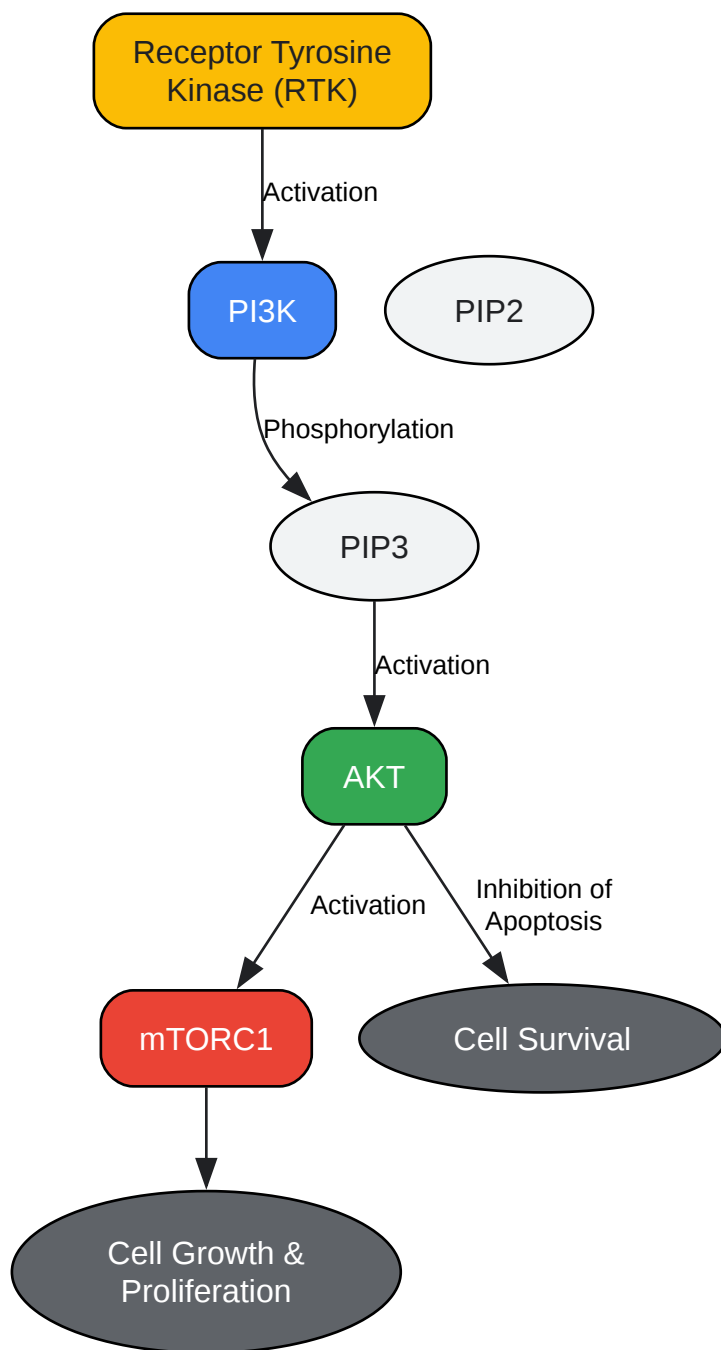 Receptor Tyrosine
Kinase (RTK)
Activation
PI3K
PIP2
Phosphorylation
PIP3
Activation
AKT
Activation
Inhibition of
Apoptosis
mTORC1
Cell Survival
Cell Growth &
Proliferation